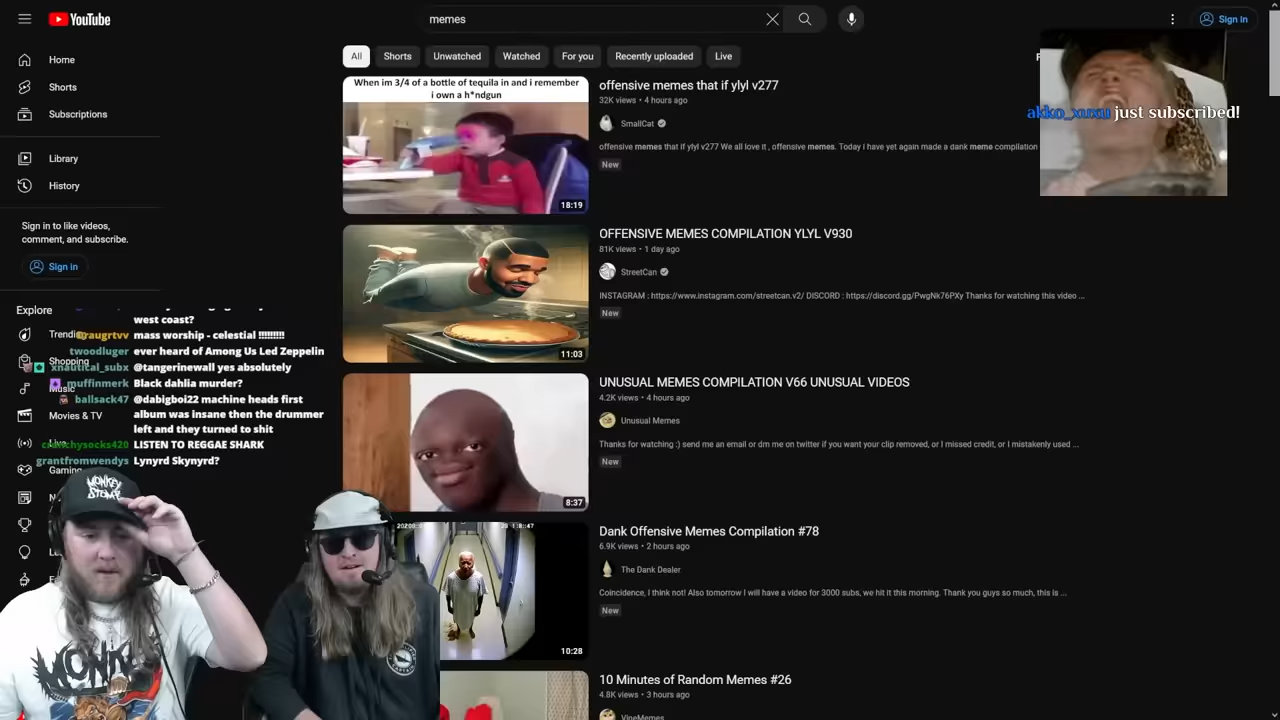 YouTube
memes
Sign in
All
Shorts
Unwatched
Watched
For you
Recently uploaded
Live
Home
Shorts
Subscriptions
Library
History
Sign in to like videos,
comment, and subscribe.
Sign in
Explore
Shopping
Music
Movies & TV
Live
Gaming
west coast?
mass worship - celestial !!!!!!!!
twoodluger ever heard of Among Us Led Zeppelin
xnautical_subx @tangerinewall yes absolutely
muffinmerk Black dahlia murder?
ballsack47 @dabigboi22 machine heads first
album was insane then the drummer
left and they turned to shit
crunchysocks420 LISTEN TO REGGAE SHARK
grantfromwendys Lynyrd Skynyrd?
MONKEY
When im 3/4 of a bottle of tequila in and i remember
i own a h*ndgun
18:19
offensive memes that if ylyl v277
32K views • 4 hours ago
SmallCat
offensive memes that if ylyl v277 We all love it , offensive memes. Today i have yet again made a dank meme compilation
New
akko_xuxu just subscribed!
11:03
OFFENSIVE MEMES COMPILATION YLYL V930
81K views • 1 day ago
StreetCan
INSTAGRAM : https://www.instagram.com/streetcan.v2/ DISCORD : https://discord.gg/PwgNk76PXy Thanks for watching this video ...
New
8:37
UNUSUAL MEMES COMPILATION V66 UNUSUAL VIDEOS
4.2K views • 4 hours ago
Unusual Memes
Thanks for watching :) send me an email or dm me on twitter if you want your clip removed, or I missed credit, or I mistakenly used ...
New
10:28
Dank Offensive Memes Compilation #78
6.9K views • 2 hours ago
The Dank Dealer
Coincidence, I think not! Also tomorrow I will have a video for 3000 subs, we hit it this morning. Thank you guys so much, this is ...
New
10 Minutes of Random Memes #26
4.8K views • 3 hours ago
VineMemes